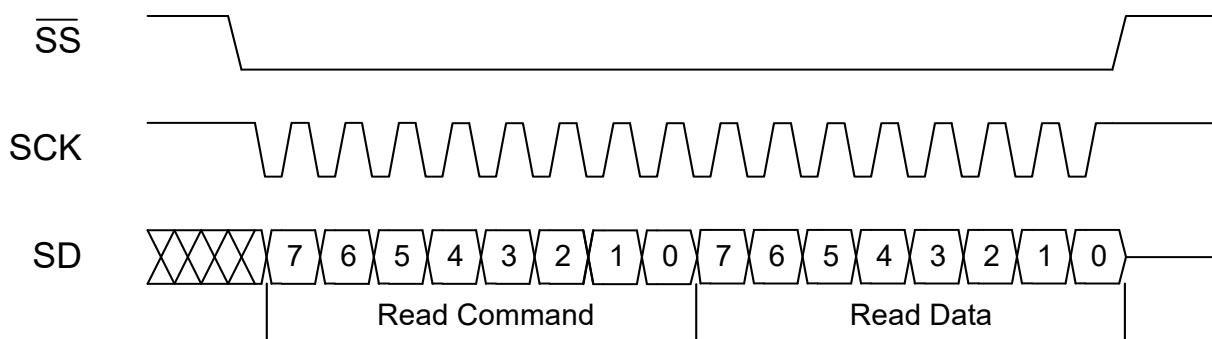 S̅S̅
SCK
SD 7 6 5 4 3 2 1 0 7 6 5 4 3 2 1 0
Read Command Read Data